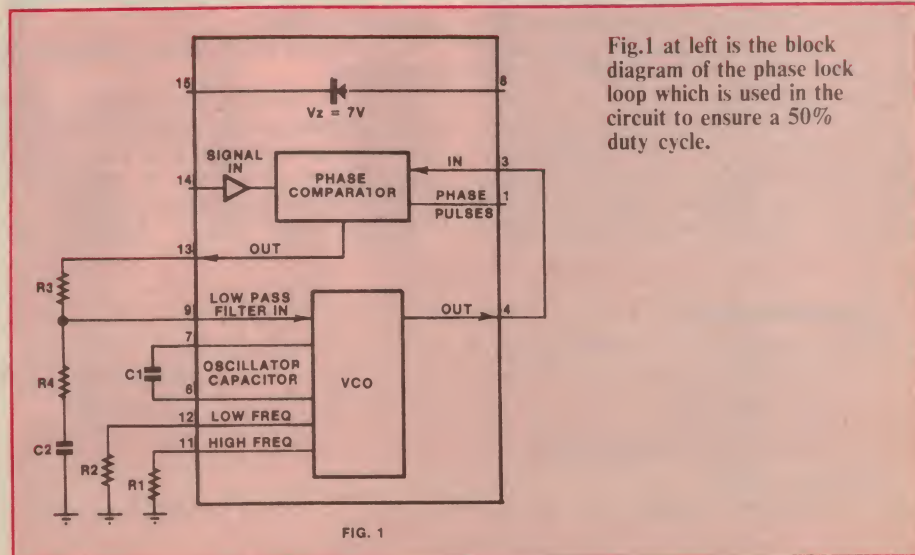 Fig.1 at left is the block
diagram of the phase lock
loop which is used in the
circuit to ensure a 50%
duty cycle.
15
8
Vz = 7V
SIGNAL
IN
14
PHASE
COMPARATOR
IN
3
PHASE
PULSES
1
13
OUT
R3
9
LOW PASS
FILTER IN
OUT
4
7
C1
OSCILLATOR
CAPACITOR
VCO
6
R4
12
LOW FREQ
11
HIGH FREQ
C2
R2
R1
FIG. 1